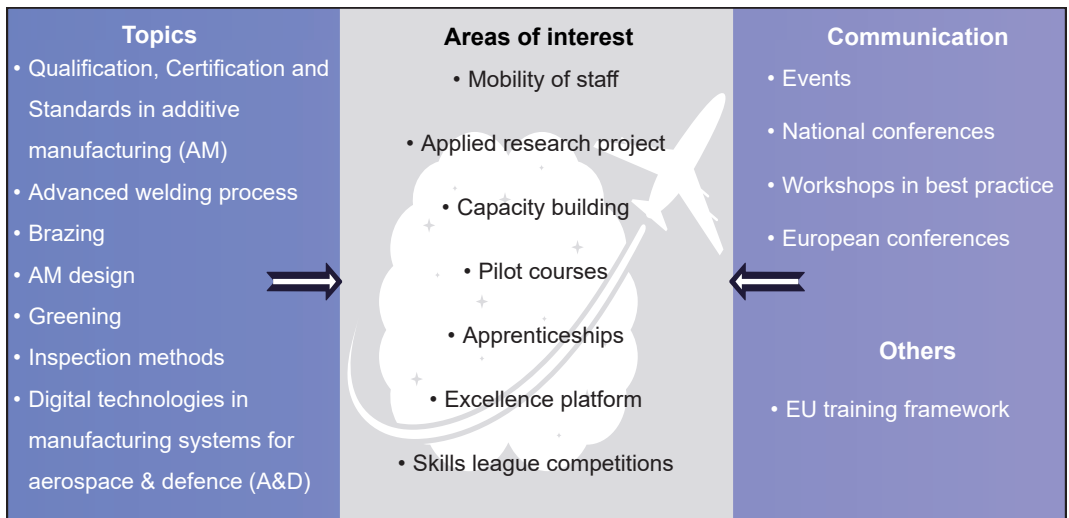 Topics
• Qualification, Certification and
Standards in additive
manufacturing (AM)
• Advanced welding process
• Brazing
• AM design
• Greening
• Inspection methods
• Digital technologies in
manufacturing systems for
aerospace & defence (A&D)
Areas of interest
• Mobility of staff
• Applied research project
• Capacity building
• Pilot courses
• Apprenticeships
• Excellence platform
• Skills league competitions
Communication
• Events
• National conferences
• Workshops in best practice
• European conferences
Others
• EU training framework